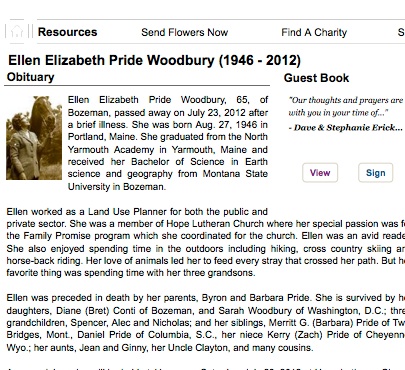 Resources Send Flowers Now Find A Charity S
Ellen Elizabeth Pride Woodbury (1946 - 2012)
Obituary
Guest Book
Ellen Elizabeth Pride Woodbury, 65, of
Bozeman, passed away on July 23, 2012 after
a brief illness. She was born Aug. 27, 1946 in
Portland, Maine. She graduated from the North
Yarmouth Academy in Yarmouth, Maine and
received her Bachelor of Science in Earth
science and geography from Montana State
University in Bozeman.
"Our thoughts and prayers are
with you in your time of..."
- Dave & Stephanie Erick...
View Sign
Ellen worked as a Land Use Planner for both the public and
private sector. She was a member of Hope Lutheran Church where her special passion was fo
the Family Promise program which she coordinated for the church. Ellen was an avid reade
She also enjoyed spending time in the outdoors including hiking, cross country skiing an
horse-back riding. Her love of animals led her to feed every stray that crossed her path. But he
favorite thing was spending time with her three grandsons.
Ellen was preceded in death by her parents, Byron and Barbara Pride. She is survived by he
daughters, Diane (Bret) Conti of Bozeman, and Sarah Woodbury of Washington, D.C.; thre
grandchildren, Spencer, Alec and Nicholas; and her siblings, Merritt G. (Barbara) Pride of Tw
Bridges, Mont., Daniel Pride of Columbia, S.C., her niece Kerry (Zach) Pride of Cheyenn
Wyo.; her aunts, Jean and Ginny, her Uncle Clayton, and many cousins.